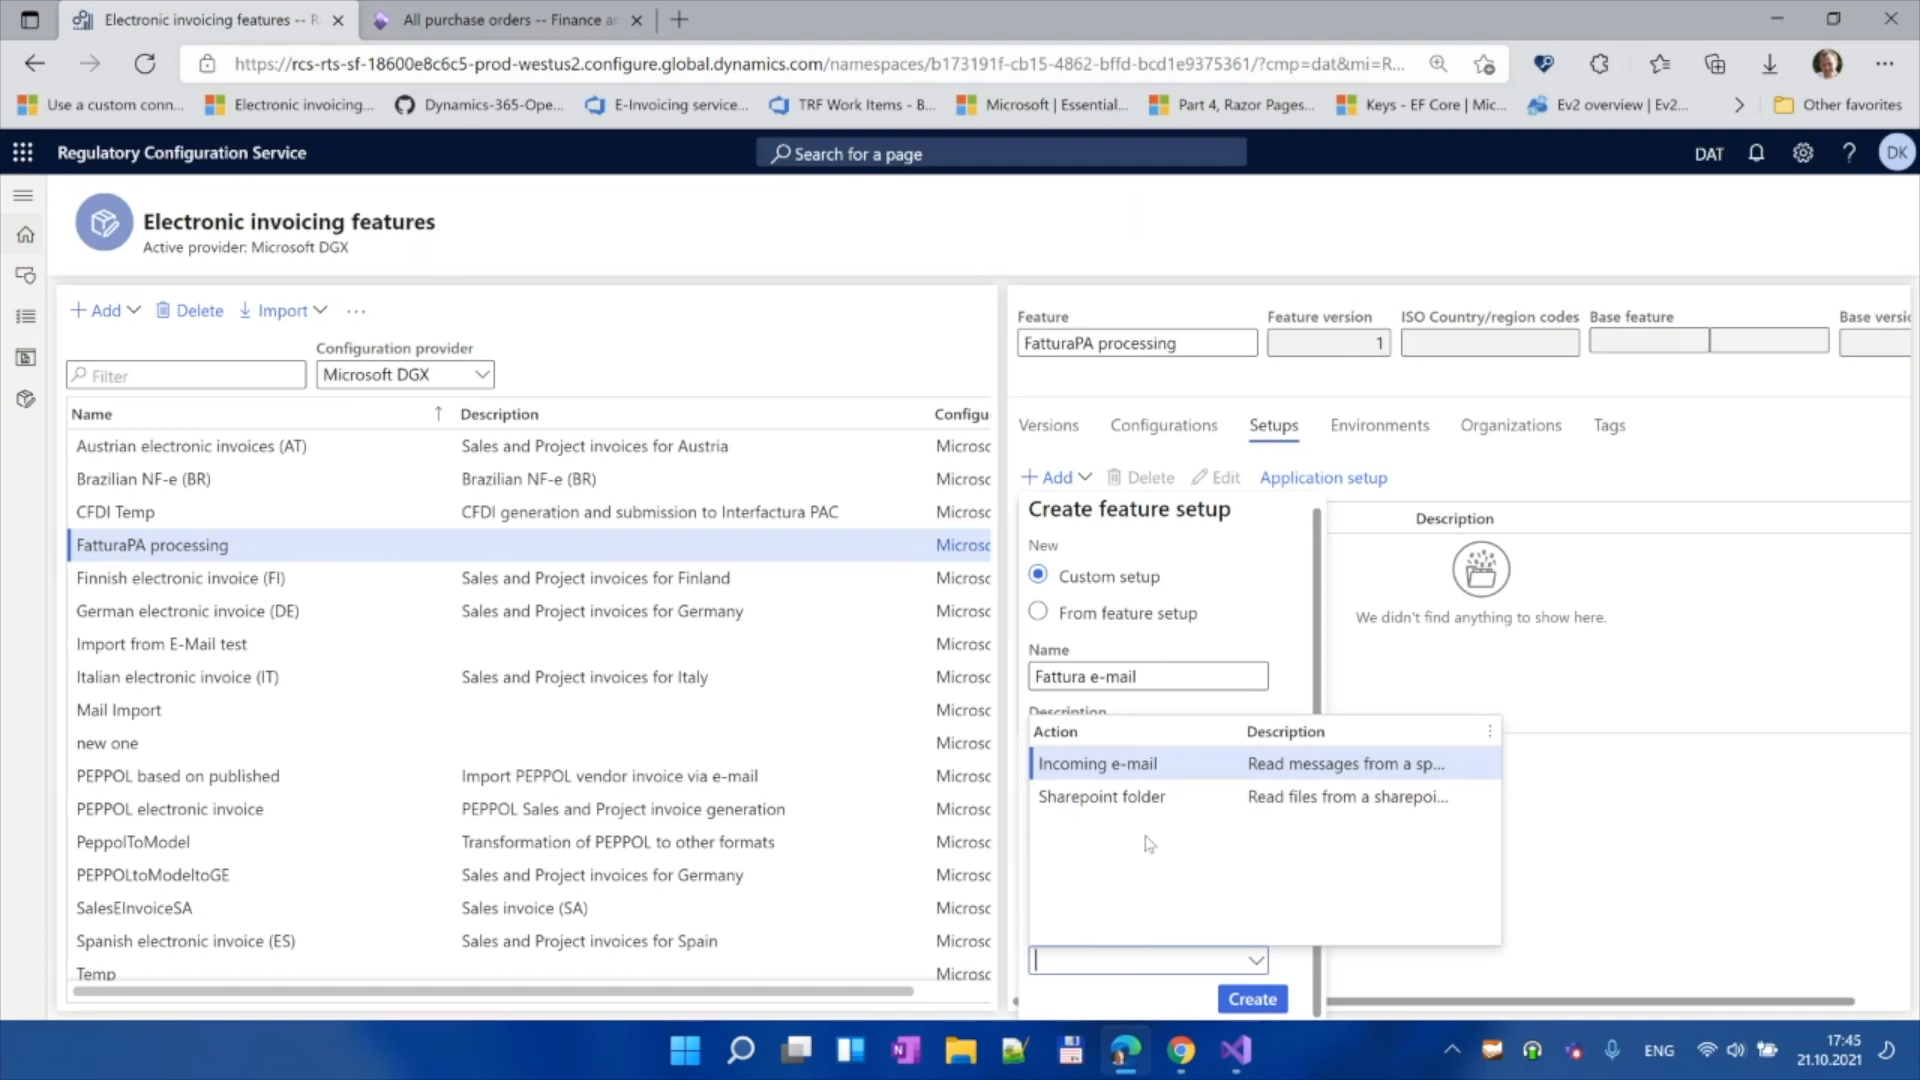 Electronic invoicing features -- R
All purchase orders -- Finance a
https://rcs-rts-sf-18600e8c6c5-prod-westus2.configure.global.dynamics.com/namespaces/b173191f-cb15-4862-bffd-bcd1e9375361/?cmp=dat&mi=R...
Use a custom conn...
Electronic invoicing...
Dynamics-365-Ope...
E-Invoicing service...
TRF Work Items - B...
Microsoft | Essential...
Part 4, Razor Pages...
Keys - EF Core | Mic...
Ev2 overview | Ev2...
Other favorites
Regulatory Configuration Service
Search for a page
DAT
DK
Electronic invoicing features
Active provider: Microsoft DGX
Add
Delete
Import
Filter
Configuration provider
Microsoft DGX
Name Description Configu
Austrian electronic invoices (AT) Sales and Project invoices for Austria Microsc
Brazilian NF-e (BR) Brazilian NF-e (BR) Microsc
CFDI Temp CFDI generation and submission to Interfactura PAC Microsc
FatturaPA processing Microsc
Finnish electronic invoice (FI) Sales and Project invoices for Finland Microsc
German electronic invoice (DE) Sales and Project invoices for Germany Microsc
Import from E-Mail test Microsc
Italian electronic invoice (IT) Sales and Project invoices for Italy Microsc
Mail Import Microsc
new one Microsc
PEPPOL based on published Import PEPPOL vendor invoice via e-mail Microsc
PEPPOL electronic invoice PEPPOL Sales and Project invoice generation Microsc
PeppolToModel Transformation of PEPPOL to other formats Microsc
PEPPOLtoModeltoGE Sales and Project invoices for Germany Microsc
SalesEInvoiceSA Sales invoice (SA) Microsc
Spanish electronic invoice (ES) Sales and Project invoices for Spain Microsc
Temp Microsc
Feature Feature version ISO Country/region codes Base feature Base versi
FatturaPA processing 1
Versions Configurations Setups Environments Organizations Tags
Add Delete Edit Application setup
Create feature setup
New
Custom setup
From feature setup
Name
Fattura e-mail
Description
Action Description
Incoming e-mail Read messages from a sp...
Sharepoint folder Read files from a sharepoi...
Create
Description
We didn't find anything to show here.
ENG
17:45
21.10.2021